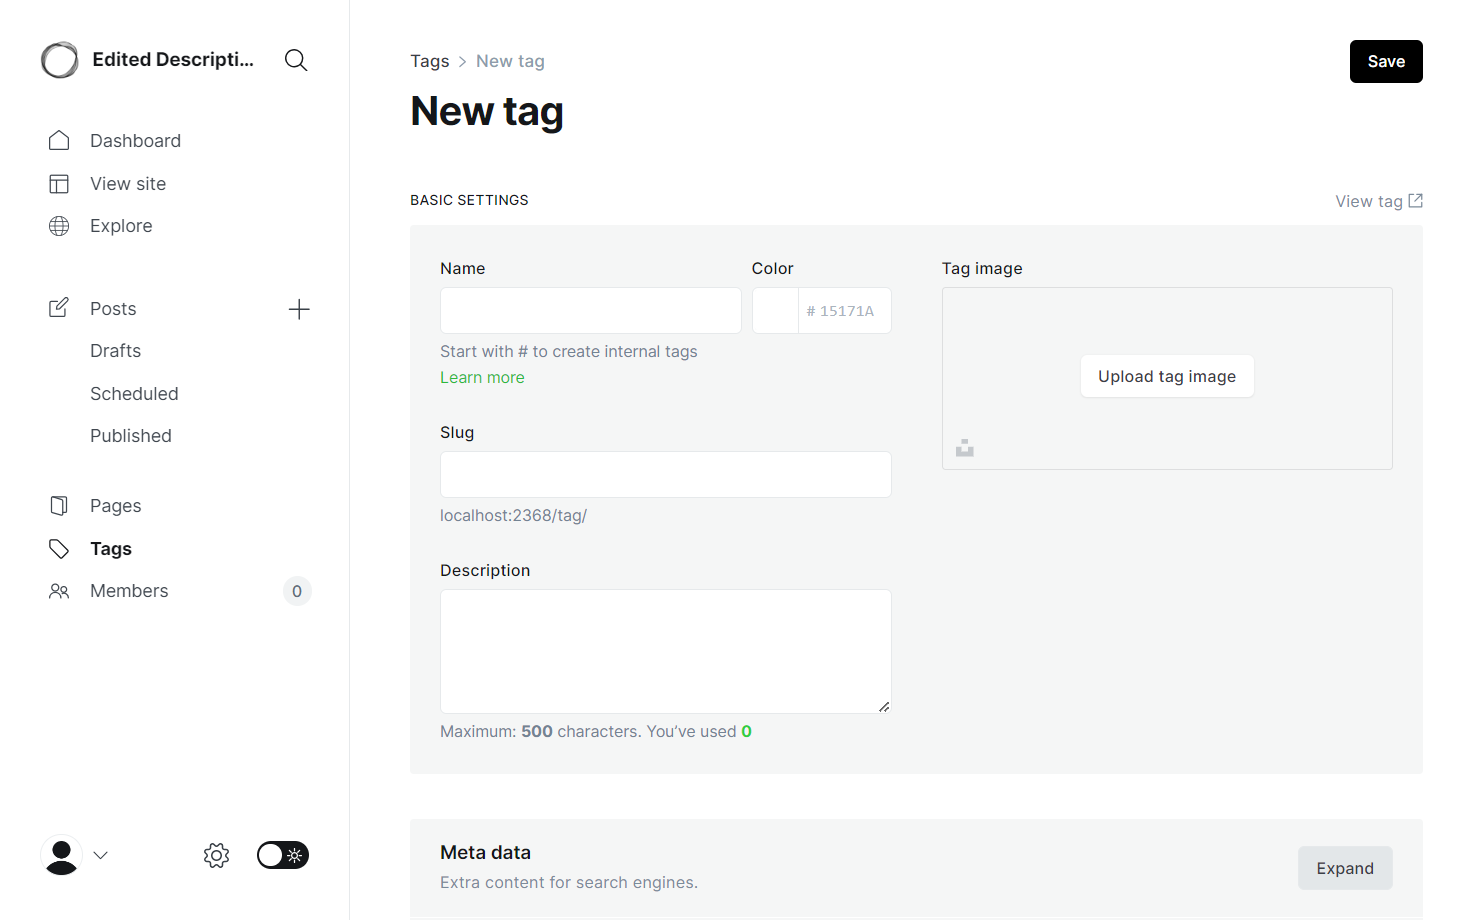 Edited Descripti...
Dashboard
View site
Explore
Posts
Drafts
Scheduled
Published
Pages
Tags
Members 0
Tags > New tag
Save
New tag
BASIC SETTINGS
View tag
Name
Color
# 15171A
Start with # to create internal tags
Learn more
Slug
localhost:2368/tag/
Description
Maximum: 500 characters. You’ve used 0
Tag image
Upload tag image
Meta data
Extra content for search engines.
Expand